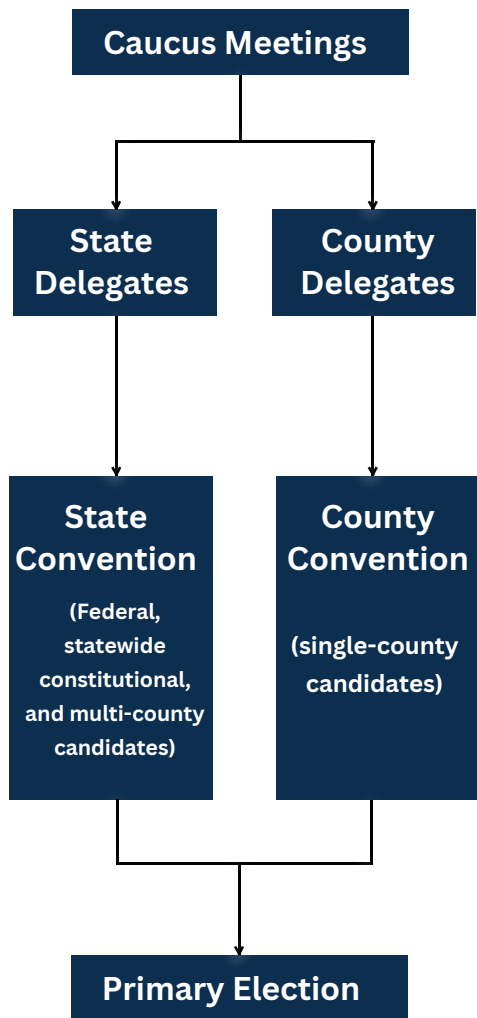 Caucus Meetings
State
Delegates
County
Delegates
State
Convention
(Federal,
statewide
constitutional,
and multi-county
candidates)
County
Convention
(single-county
candidates)
Primary Election